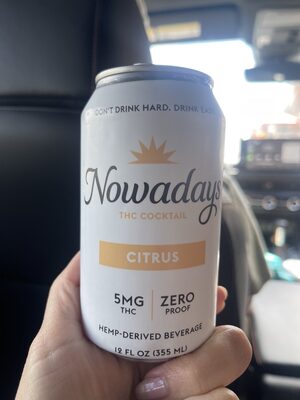 DON'T DRINK HARD. DRINK EASY
Nowadays
THC COCKTAIL
CITRUS
5MG ZERO
THC PROOF
HEMP-DERIVED BEVERAGE
12 FL OZ (355 ML)